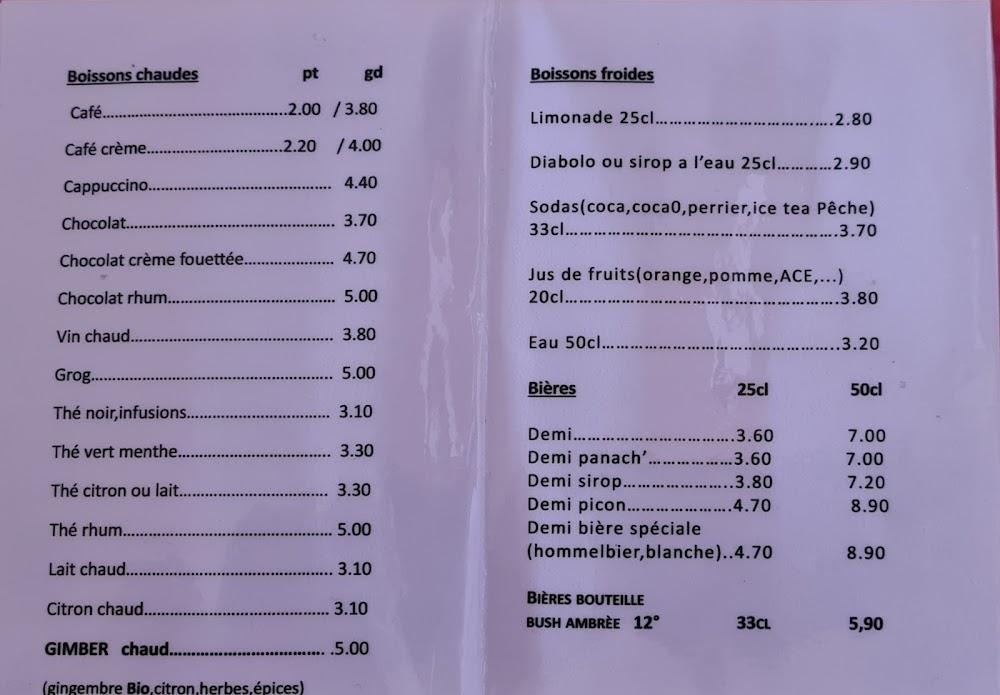 Boissons chaudes pt gd
Café................................................2.00 / 3.80
Café crème...................................2.20 / 4.00
Cappuccino............................................... 4.40
Chocolat..................................................... 3.70
Chocolat crème fouettée....................... 4.70
Chocolat rhum.......................................... 5.00
Vin chaud................................................... 3.80
Grog............................................................ 5.00
Thé noir,infusions.................................... 3.10
Thé vert menthe...................................... 3.30
Thé citron ou lait...................................... 3.30
Thé rhum.................................................... 5.00
Lait chaud................................................... 3.10
Citron chaud.............................................. 3.10
GIMBER chaud....................................... .5.00
(gingembre Bio,citron,herbes,épices)
Boissons froides
Limonade 25cl....................................2.80
Diabolo ou sirop a l’eau 25cl...........2.90
Sodas(coca,coca0,perrier,ice tea Pêche)
33cl......................................................3.70
Jus de fruits(orange,pomme,ACE,...)
20cl......................................................3.80
Eau 50cl................................................3.20
Bières 25cl 50cl
Demi................................3.60 7.00
Demi panach’.................3.60 7.00
Demi sirop......................3.80 7.20
Demi picon.....................4.70 8.90
Demi bière spéciale
(hommelbier,blanche)..4.70 8.90
BIÈRES BOUTEILLE
BUSH AMBRÈE 12° 33CL 5,90